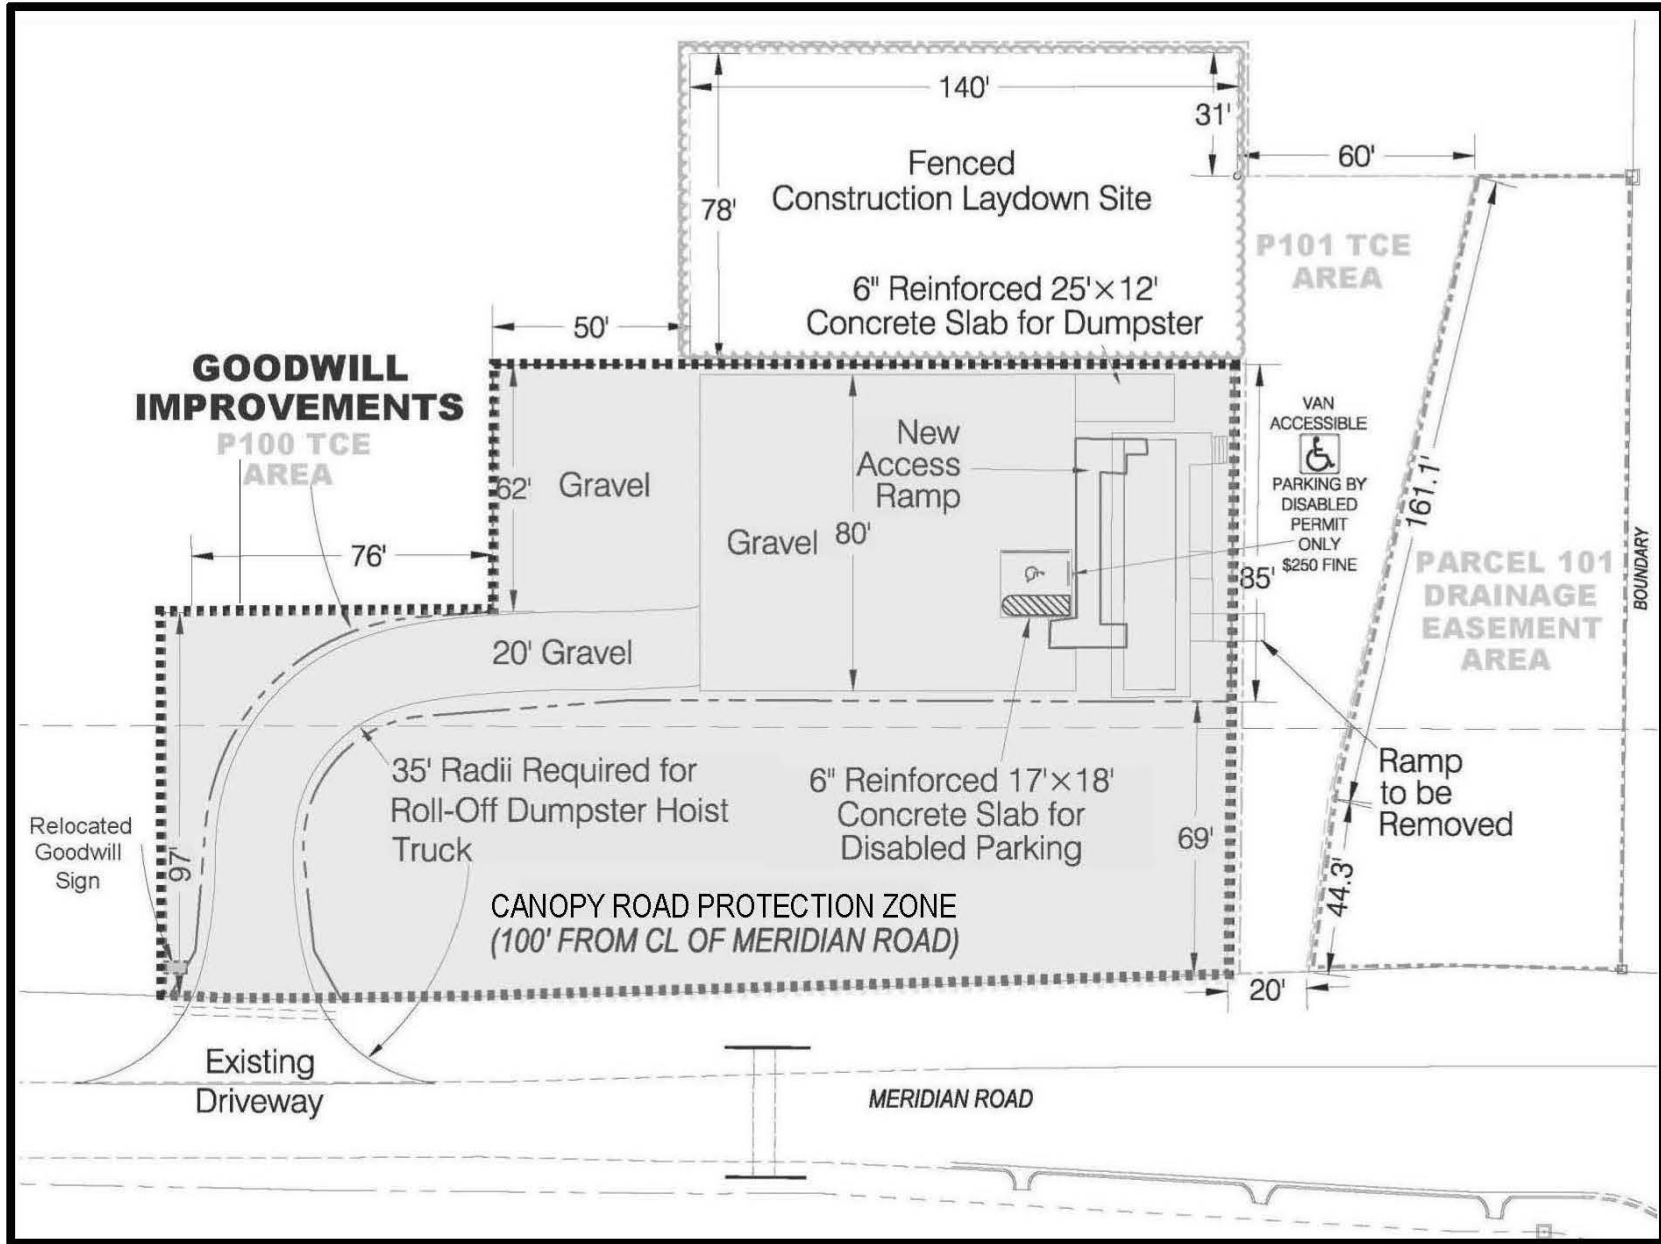 140'
31'
60'
Fenced
Construction Laydown Site
78'
P101 TCE
AREA
6" Reinforced 25'×12'
Concrete Slab for Dumpster
50'
GOODWILL
IMPROVEMENTS
P100 TCE
AREA
VAN
ACCESSIBLE
PARKING BY
DISABLED
PERMIT
ONLY
$250 FINE
New
Access
Ramp
62'
Gravel
161.1'
76'
Gravel
80'
85'
BOUNDARY
PARCEL 101
DRAINAGE
EASEMENT
AREA
20' Gravel
35' Radii Required for
Roll-Off Dumpster Hoist
Truck
6" Reinforced 17'×18'
Concrete Slab for
Disabled Parking
Ramp
to be
Removed
Relocated
Goodwill
Sign
97'
69'
44.3'
CANOPY ROAD PROTECTION ZONE
(100' FROM CL OF MERIDIAN ROAD)
20'
Existing
Driveway
MERIDIAN ROAD